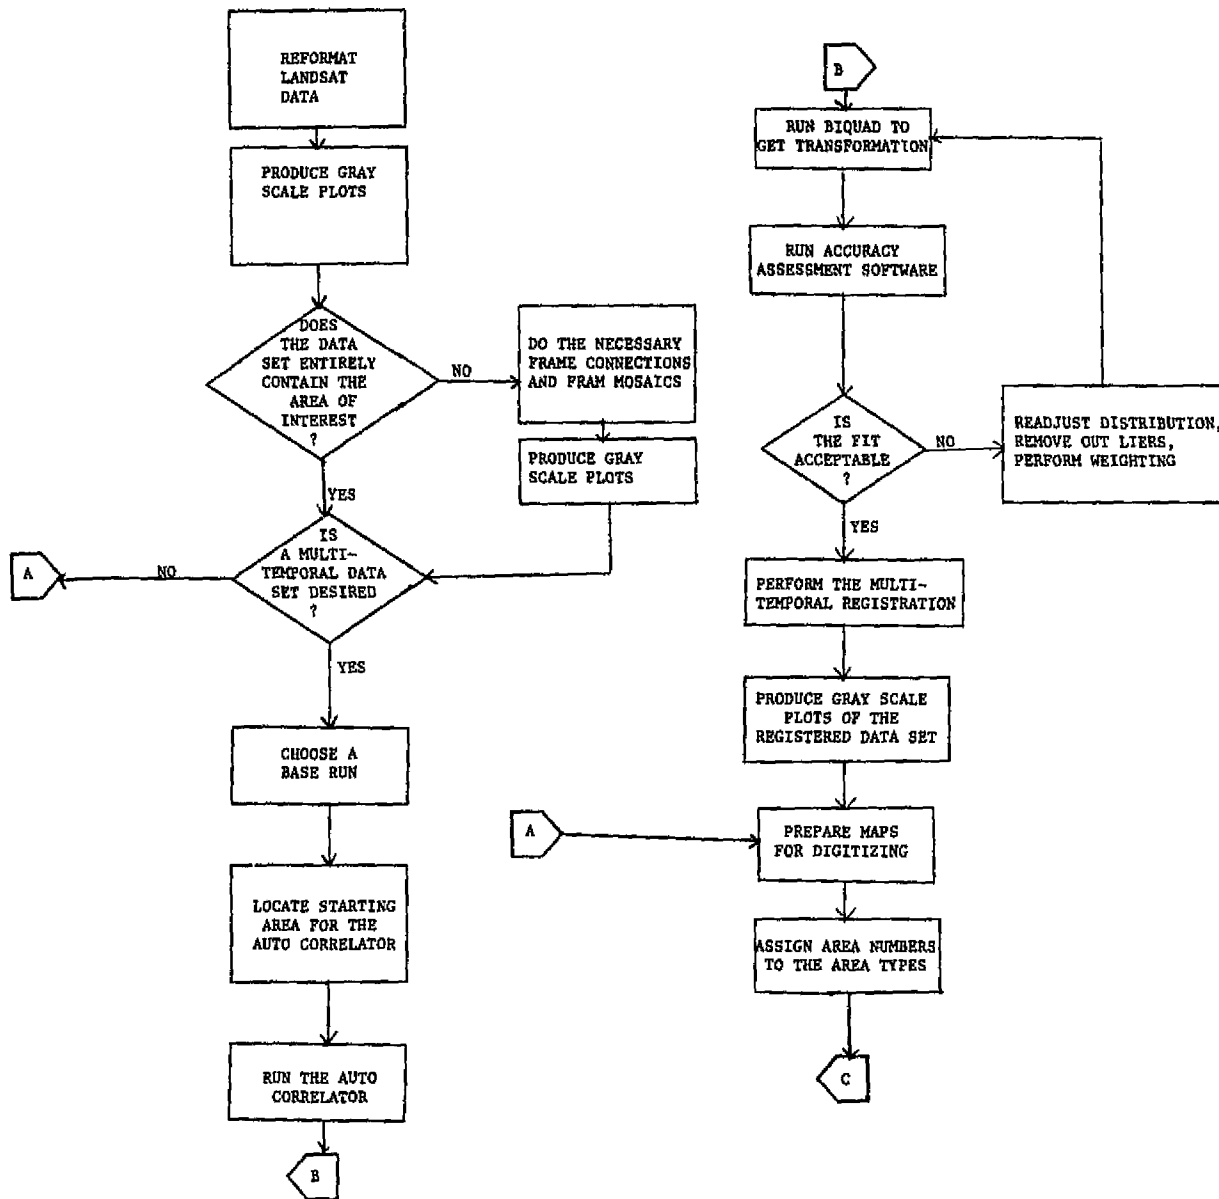 REFORMAT
LANDSAT
DATA
PRODUCE GRAY
SCALE PLOTS
DOES
THE DATA
SET ENTIRELY
CONTAIN THE
AREA OF
INTEREST
?
NO
DO THE NECESSARY
FRAME CONNECTIONS
AND FRAM MOSAICS
PRODUCE GRAY
SCALE PLOTS
YES
IS
A MULTI-
TEMPORAL DATA
SET DESIRED
?
NO
A
YES
CHOOSE A
BASE RUN
LOCATE STARTING
AREA FOR THE
AUTO CORRELATOR
RUN THE AUTO
CORRELATOR
B
B
RUN BIQUAD TO
GET TRANSFORMATION
RUN ACCURACY
ASSESSMENT SOFTWARE
IS
THE FIT
ACCEPTABLE
?
NO
READJUST DISTRIBUTION,
REMOVE OUT LIERS,
PERFORM WEIGHTING
YES
PERFORM THE MULTI-
TEMPORAL REGISTRATION
PRODUCE GRAY SCALE
PLOTS OF THE
REGISTERED DATA SET
A
PREPARE MAPS
FOR DIGITIZING
ASSIGN AREA NUMBERS
TO THE AREA TYPES
C